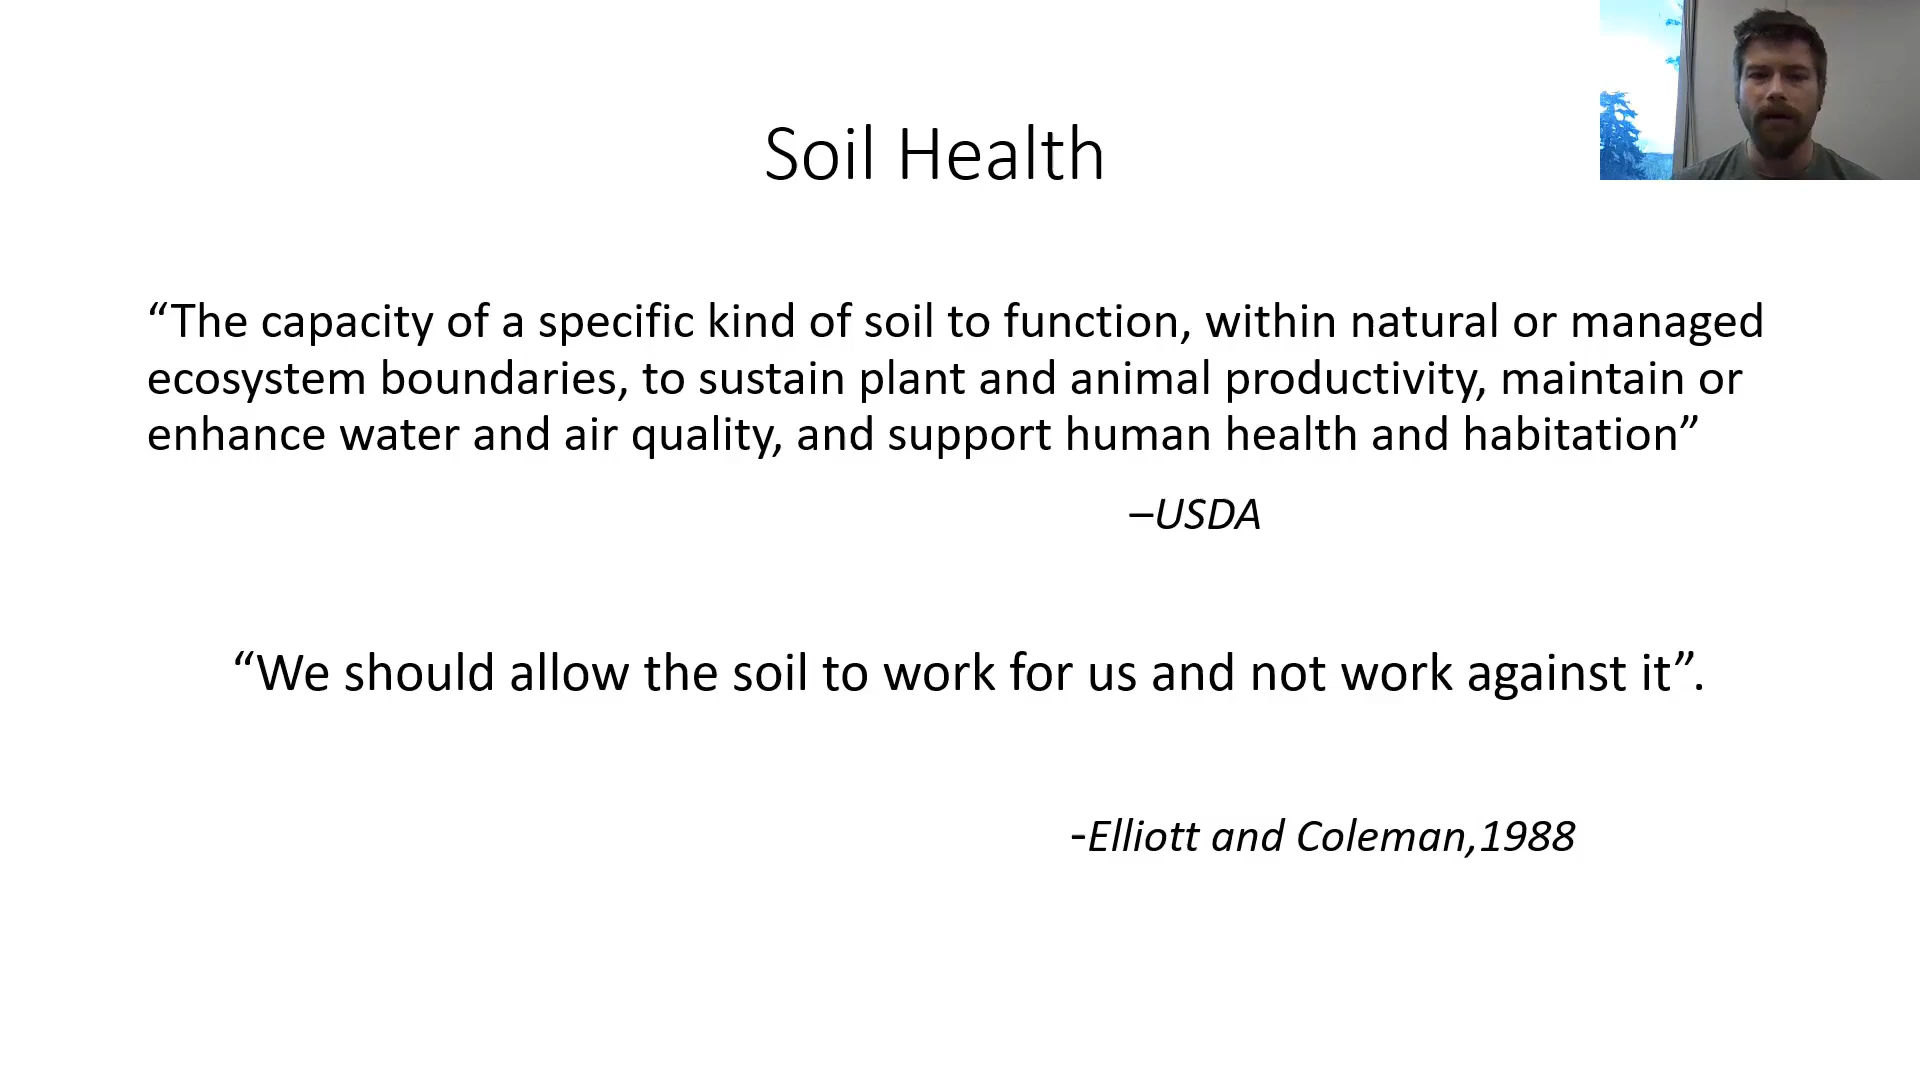 Soil Health
“The capacity of a specific kind of soil to function, within natural or managed
ecosystem boundaries, to sustain plant and animal productivity, maintain or
enhance water and air quality, and support human health and habitation”
–USDA
“We should allow the soil to work for us and not work against it”.
-Elliott and Coleman,1988